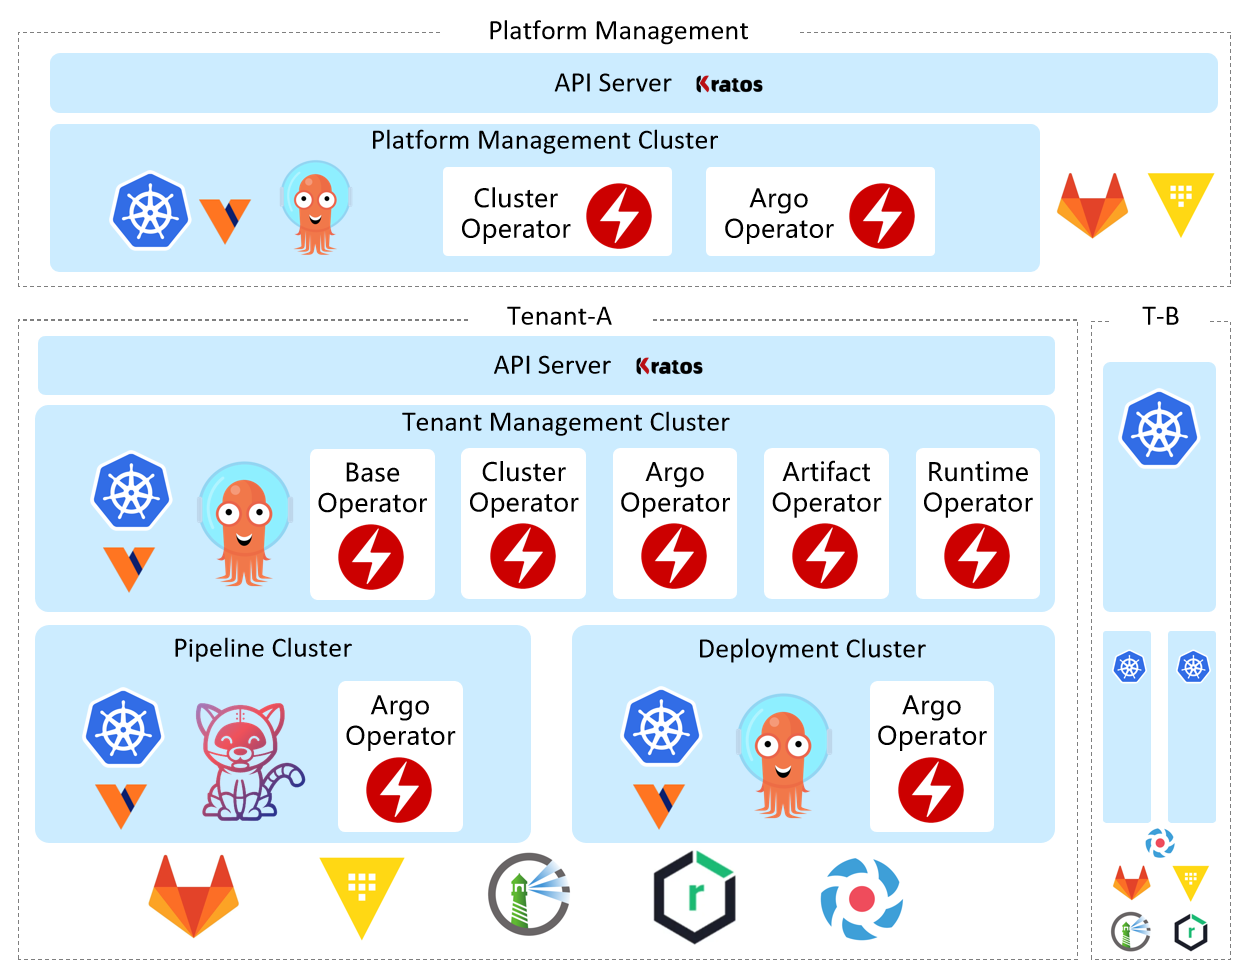 Platform Management
API Server Kratos
Platform Management Cluster
Cluster
Operator
Argo
Operator
Tenant-A
API Server Kratos
Tenant Management Cluster
Base
Operator
Cluster
Operator
Argo
Operator
Artifact
Operator
Runtime
Operator
Pipeline Cluster
Argo
Operator
Deployment Cluster
Argo
Operator
r
T-B
r